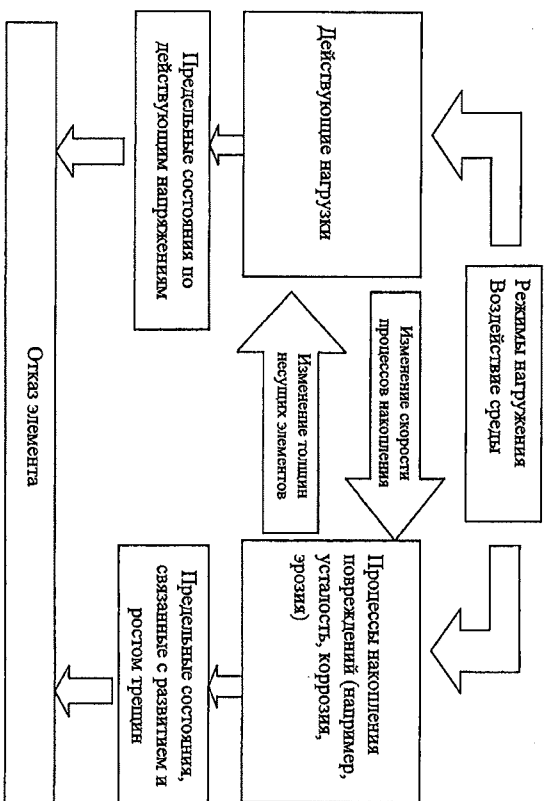 Режимы нагружения
Воздействие среды
Действующие нагрузки
Изменение скорости
процессов накопления
Изменение толщин
несущих элементов
Процессы накопления
повреждений (например,
усталость, коррозия,
эрозия)
Предельные состояния по
действующим напряжениям
Предельные состояния,
связанные с развитием и
ростом трещин
Отказ элемента